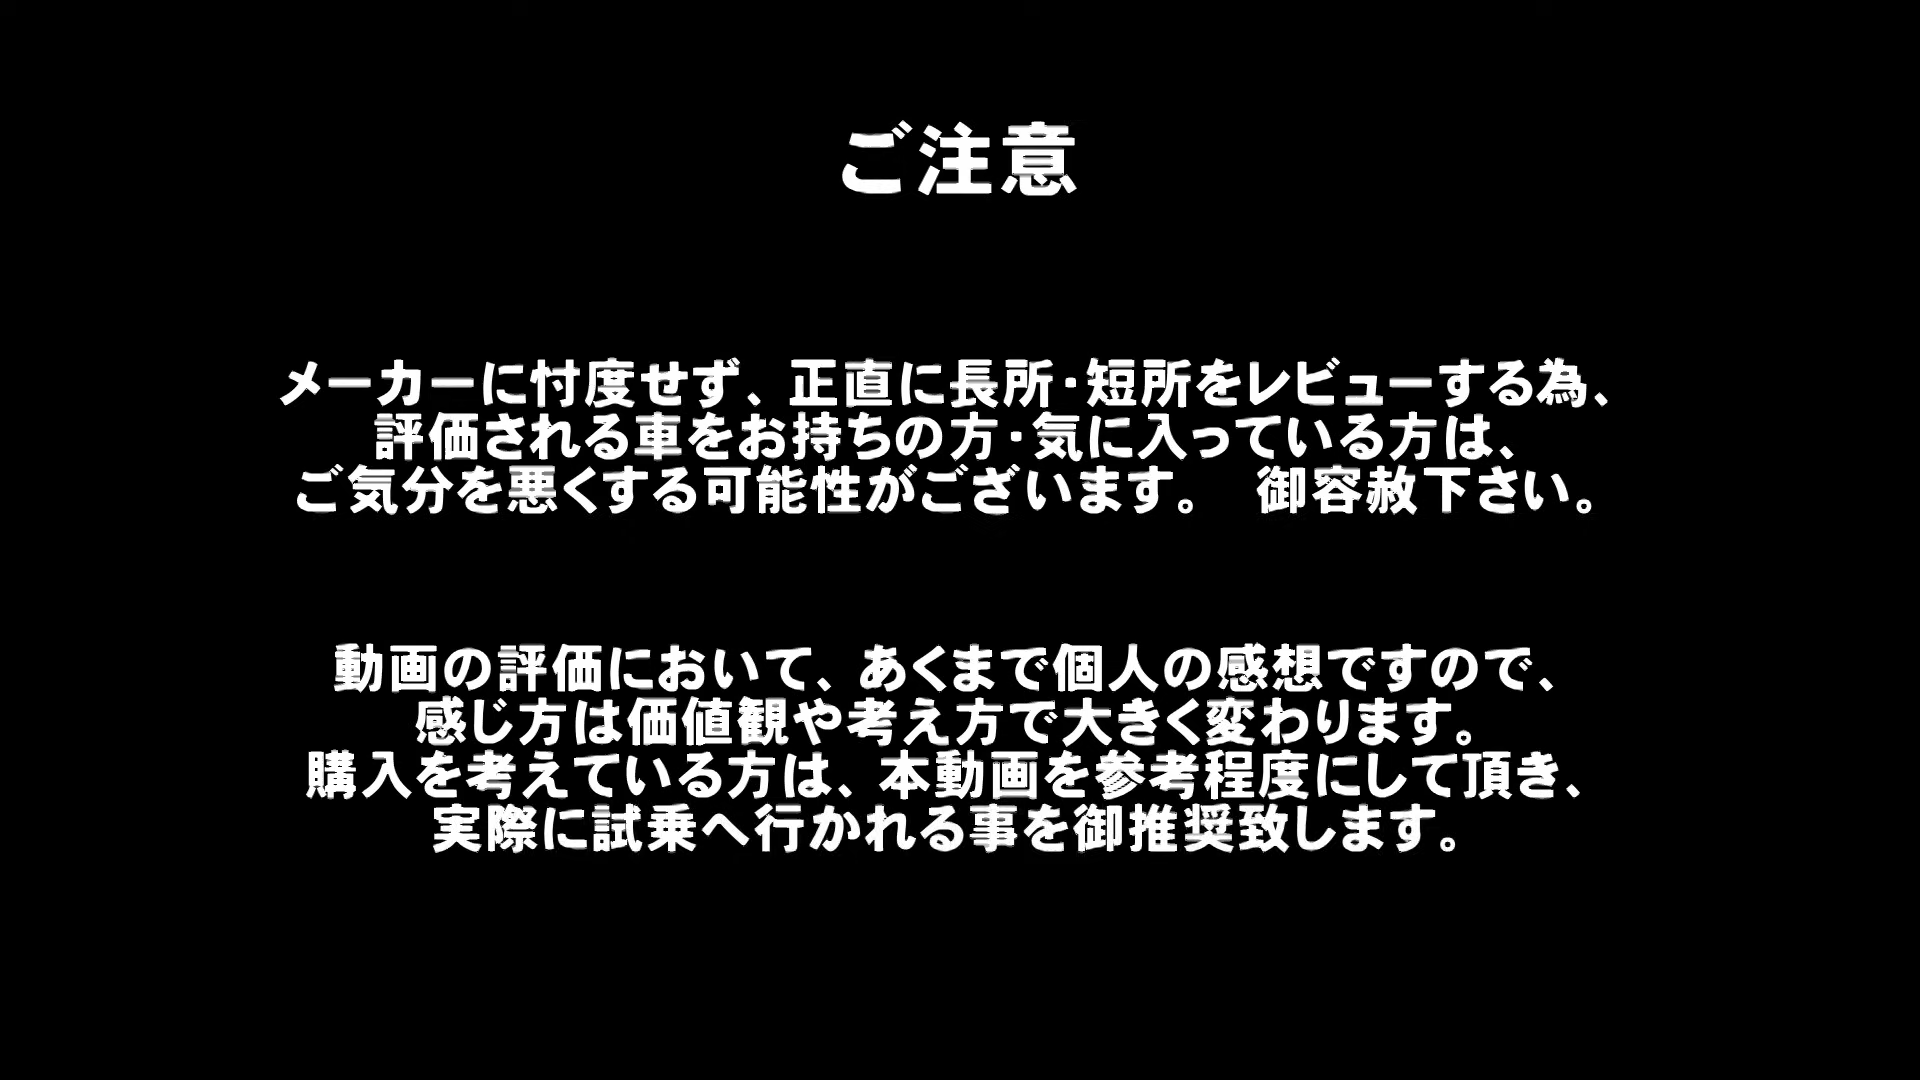 ご注意
メーカーに忖度せず、正直に長所・短所をレビューする為、
評価される車をお持ちの方・気に入っている方は、
ご気分を悪くする可能性がございます。　御容赦下さい。
動画の評価において、あくまで個人の感想ですので、
感じ方は価値観や考え方で大きく変わります。
購入を考えている方は、本動画を参考程度にして頂き、
実際に試乗へ行かれる事を御推奨致します。